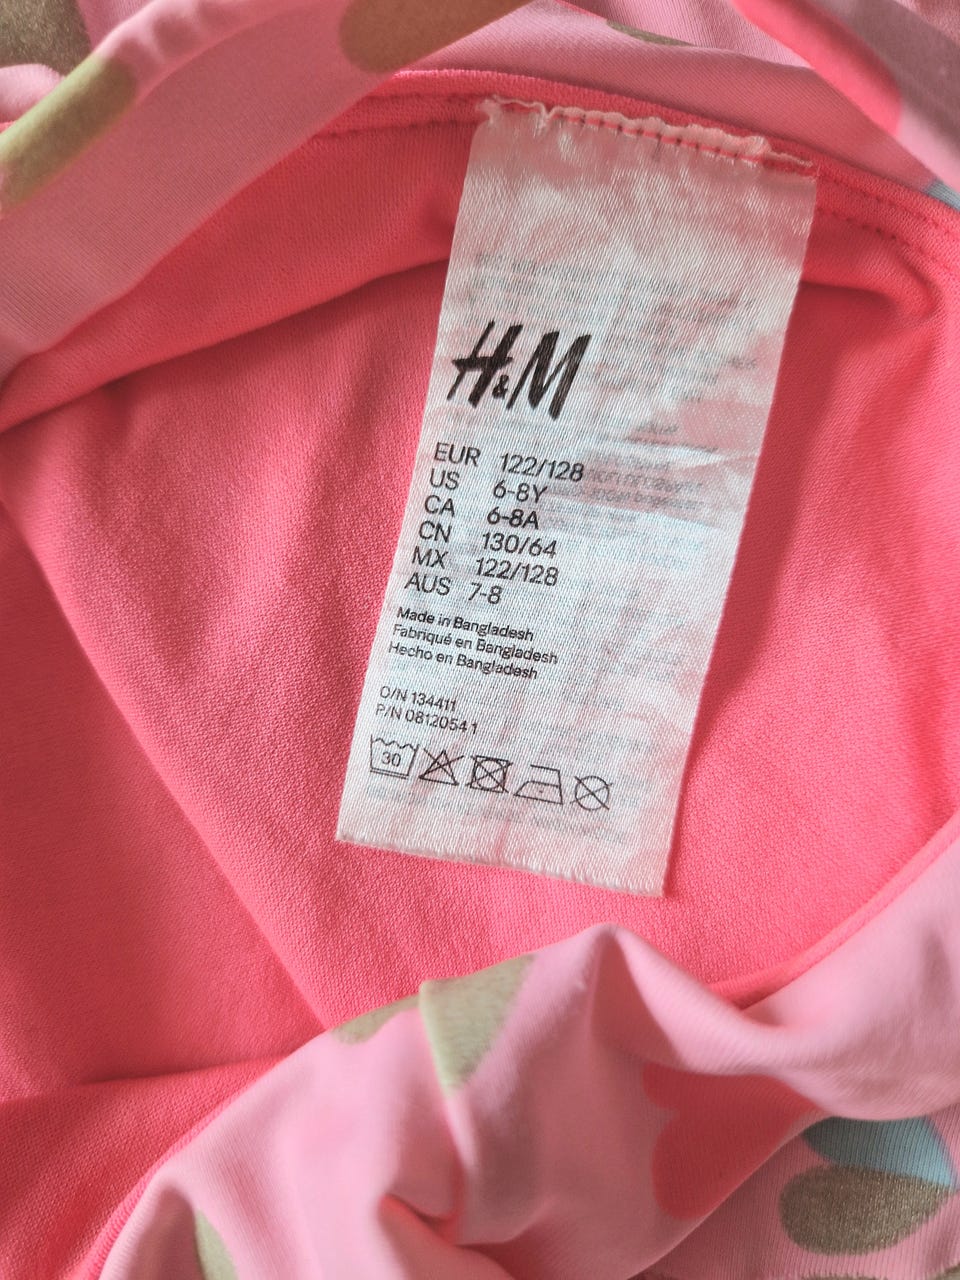 H&M
EUR 122/128
US 6-8Y
CA 6-8A
CN 130/64
MX 122/128
AUS 7-8
Made in Bangladesh
Fabriqué en Bangladesh
Hecho en Bangladesh
O/N 134411
P/N 08120541
30